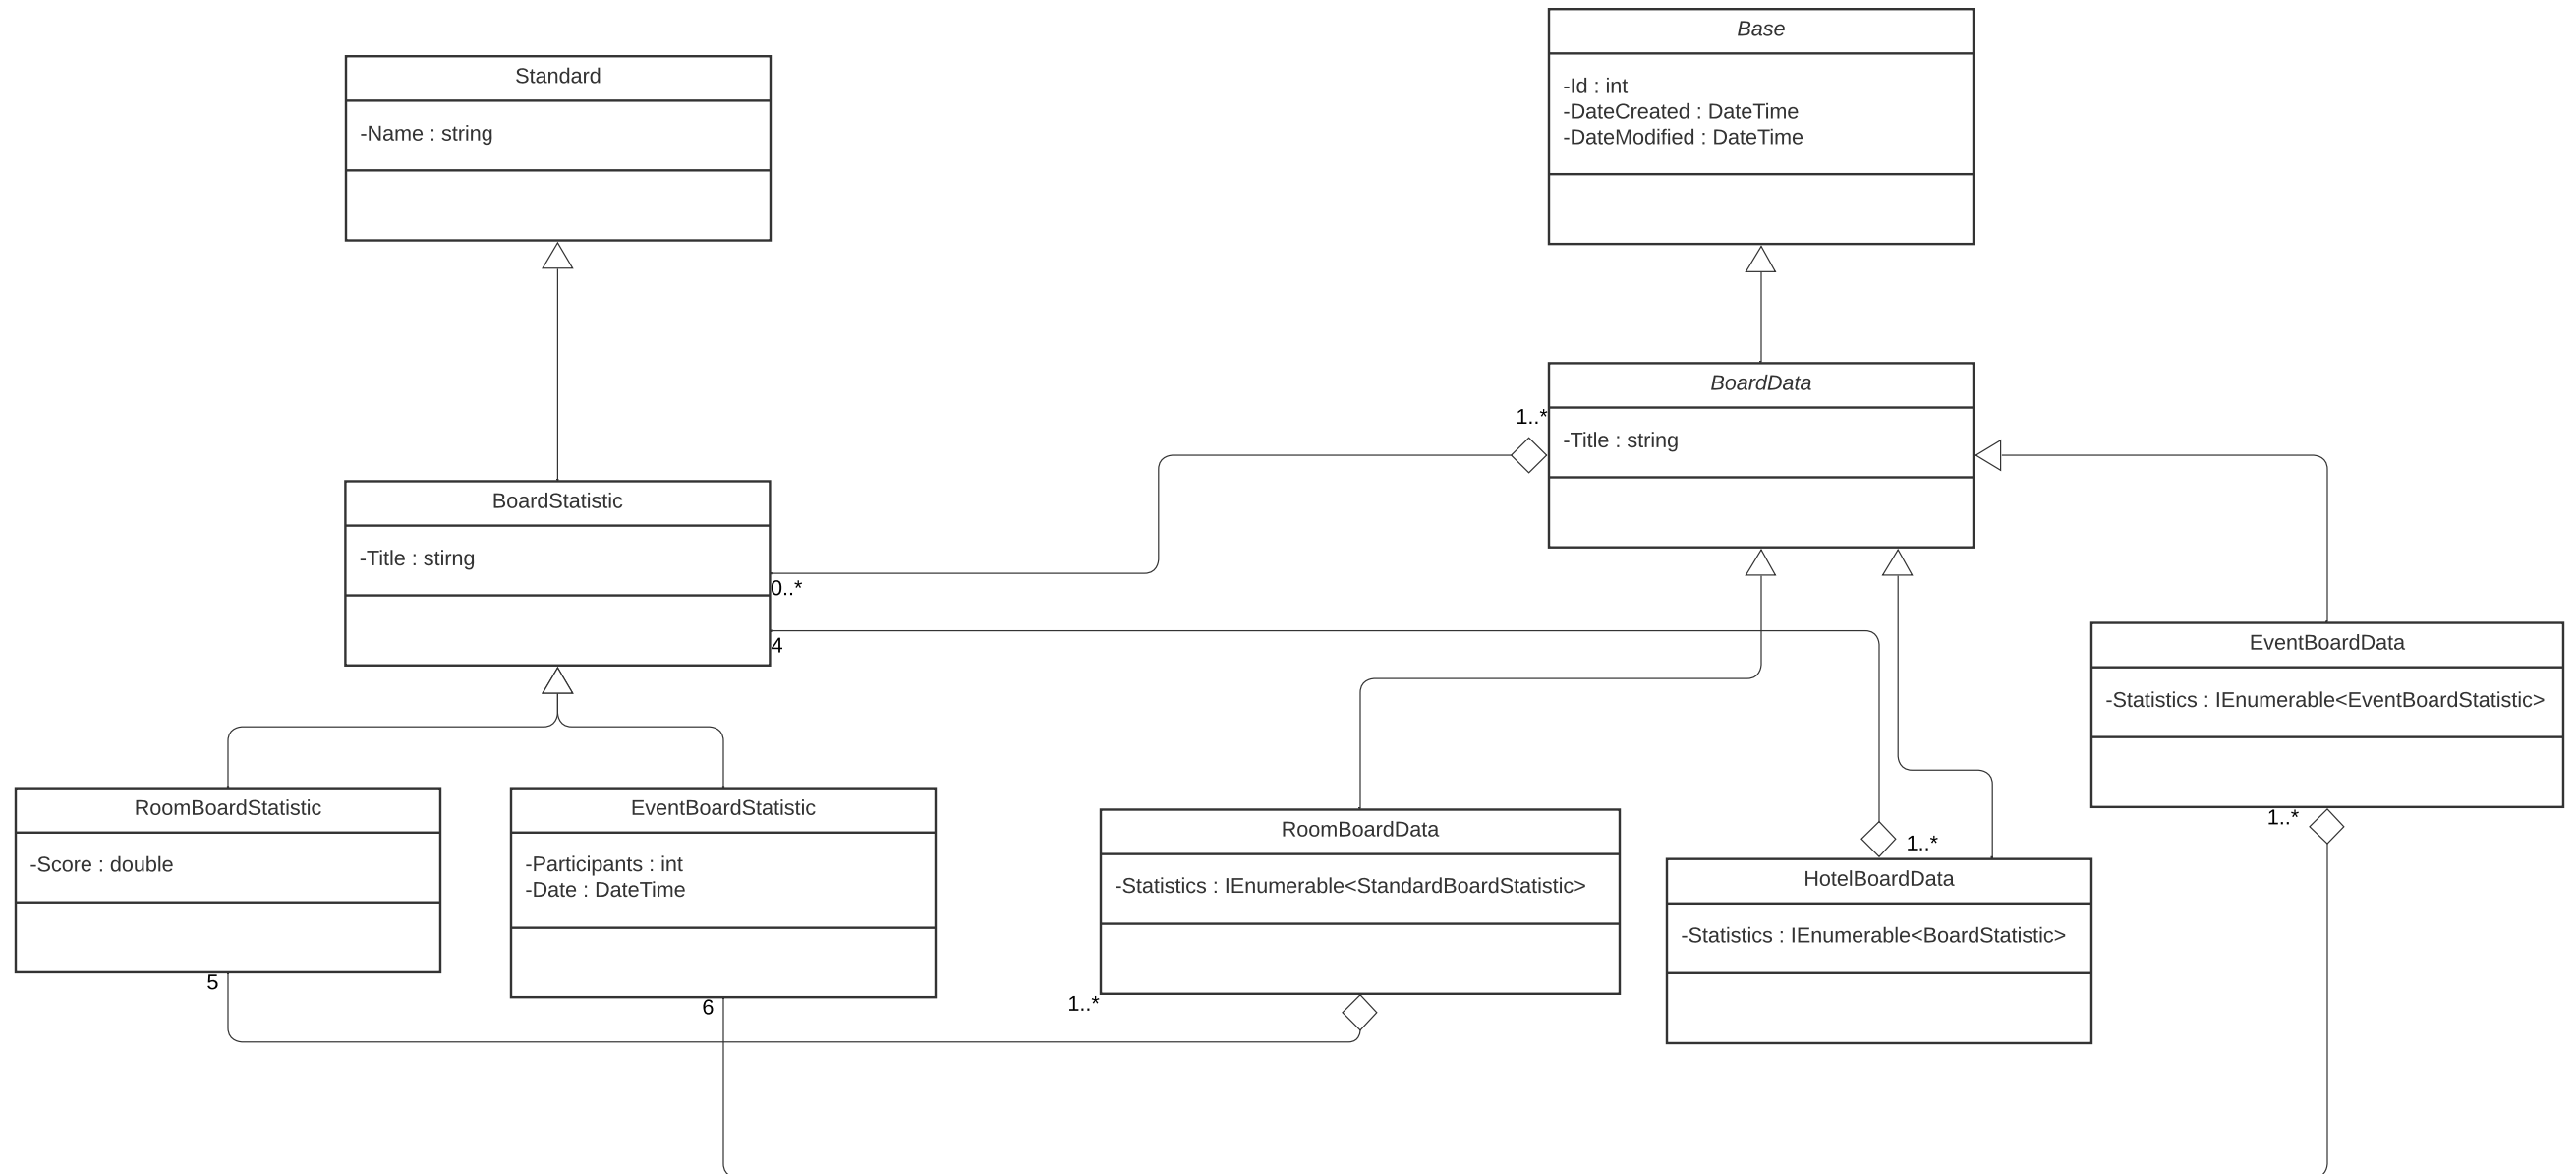 Base
-Id : int
-DateCreated : DateTime
-DateModified : DateTime
Standard
-Name : string
BoardData
-Title : string
1..*
BoardStatistic
-Title : stirng
0..*
4
EventBoardData
-Statistics : IEnumerable<EventBoardStatistic>
1..*
RoomBoardStatistic
-Score : double
5
EventBoardStatistic
-Participants : int
-Date : DateTime
6
RoomBoardData
-Statistics : IEnumerable<StandardBoardStatistic>
1..*
1..*
HotelBoardData
-Statistics : IEnumerable<BoardStatistic>